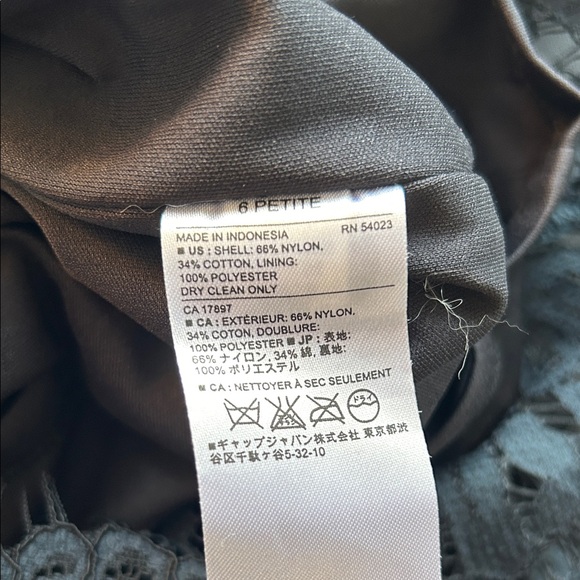 6 PETITE
MADE IN INDONESIA RN 54023
■ US : SHELL: 66% NYLON,
34% COTTON, LINING:
100% POLYESTER
DRY CLEAN ONLY
CA 17897
■ CA : EXTÉRIEUR: 66% NYLON,
34% COTON, DOUBLURE:
100% POLYESTER ■ JP : 表地:
66% ナイロン, 34% 綿, 裏地:
100% ポリエステル
■ CA : NETTOYER À SEC SEULEMENT
ドライ
■ギャップジャパン株式会社 東京都渋
谷区千駄ヶ谷5-32-10